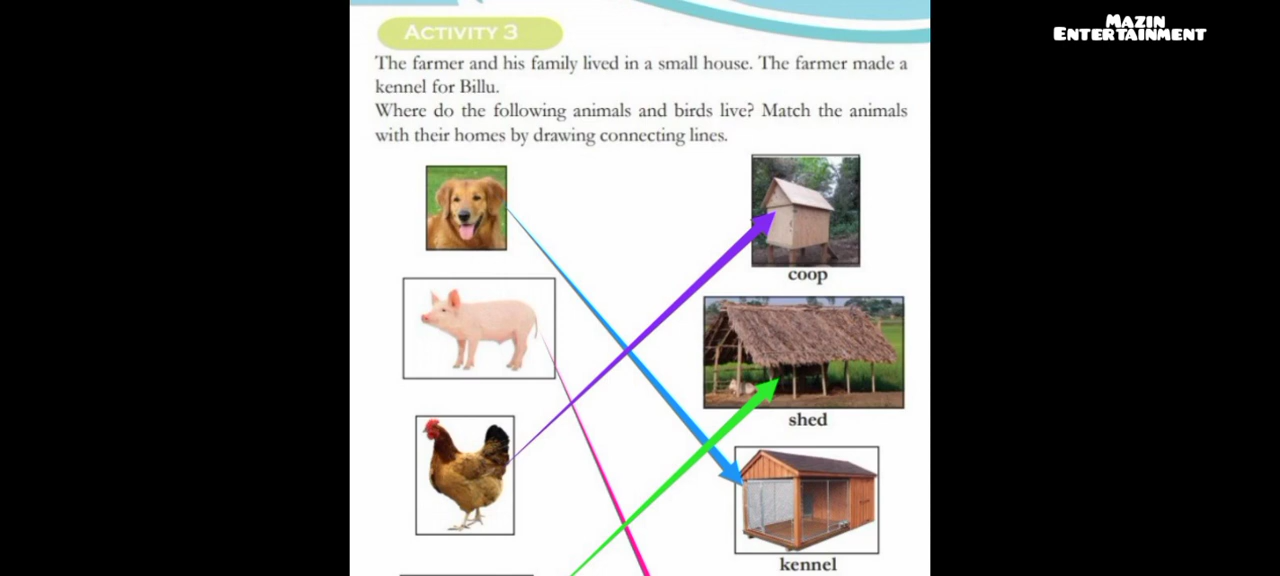 MAZIN
ENTERTAINMENT
ACTIVITY 3
The farmer and his family lived in a small house. The farmer made a
kennel for Billu.
Where do the following animals and birds live? Match the animals
with their homes by drawing connecting lines.
coop
shed
kennel